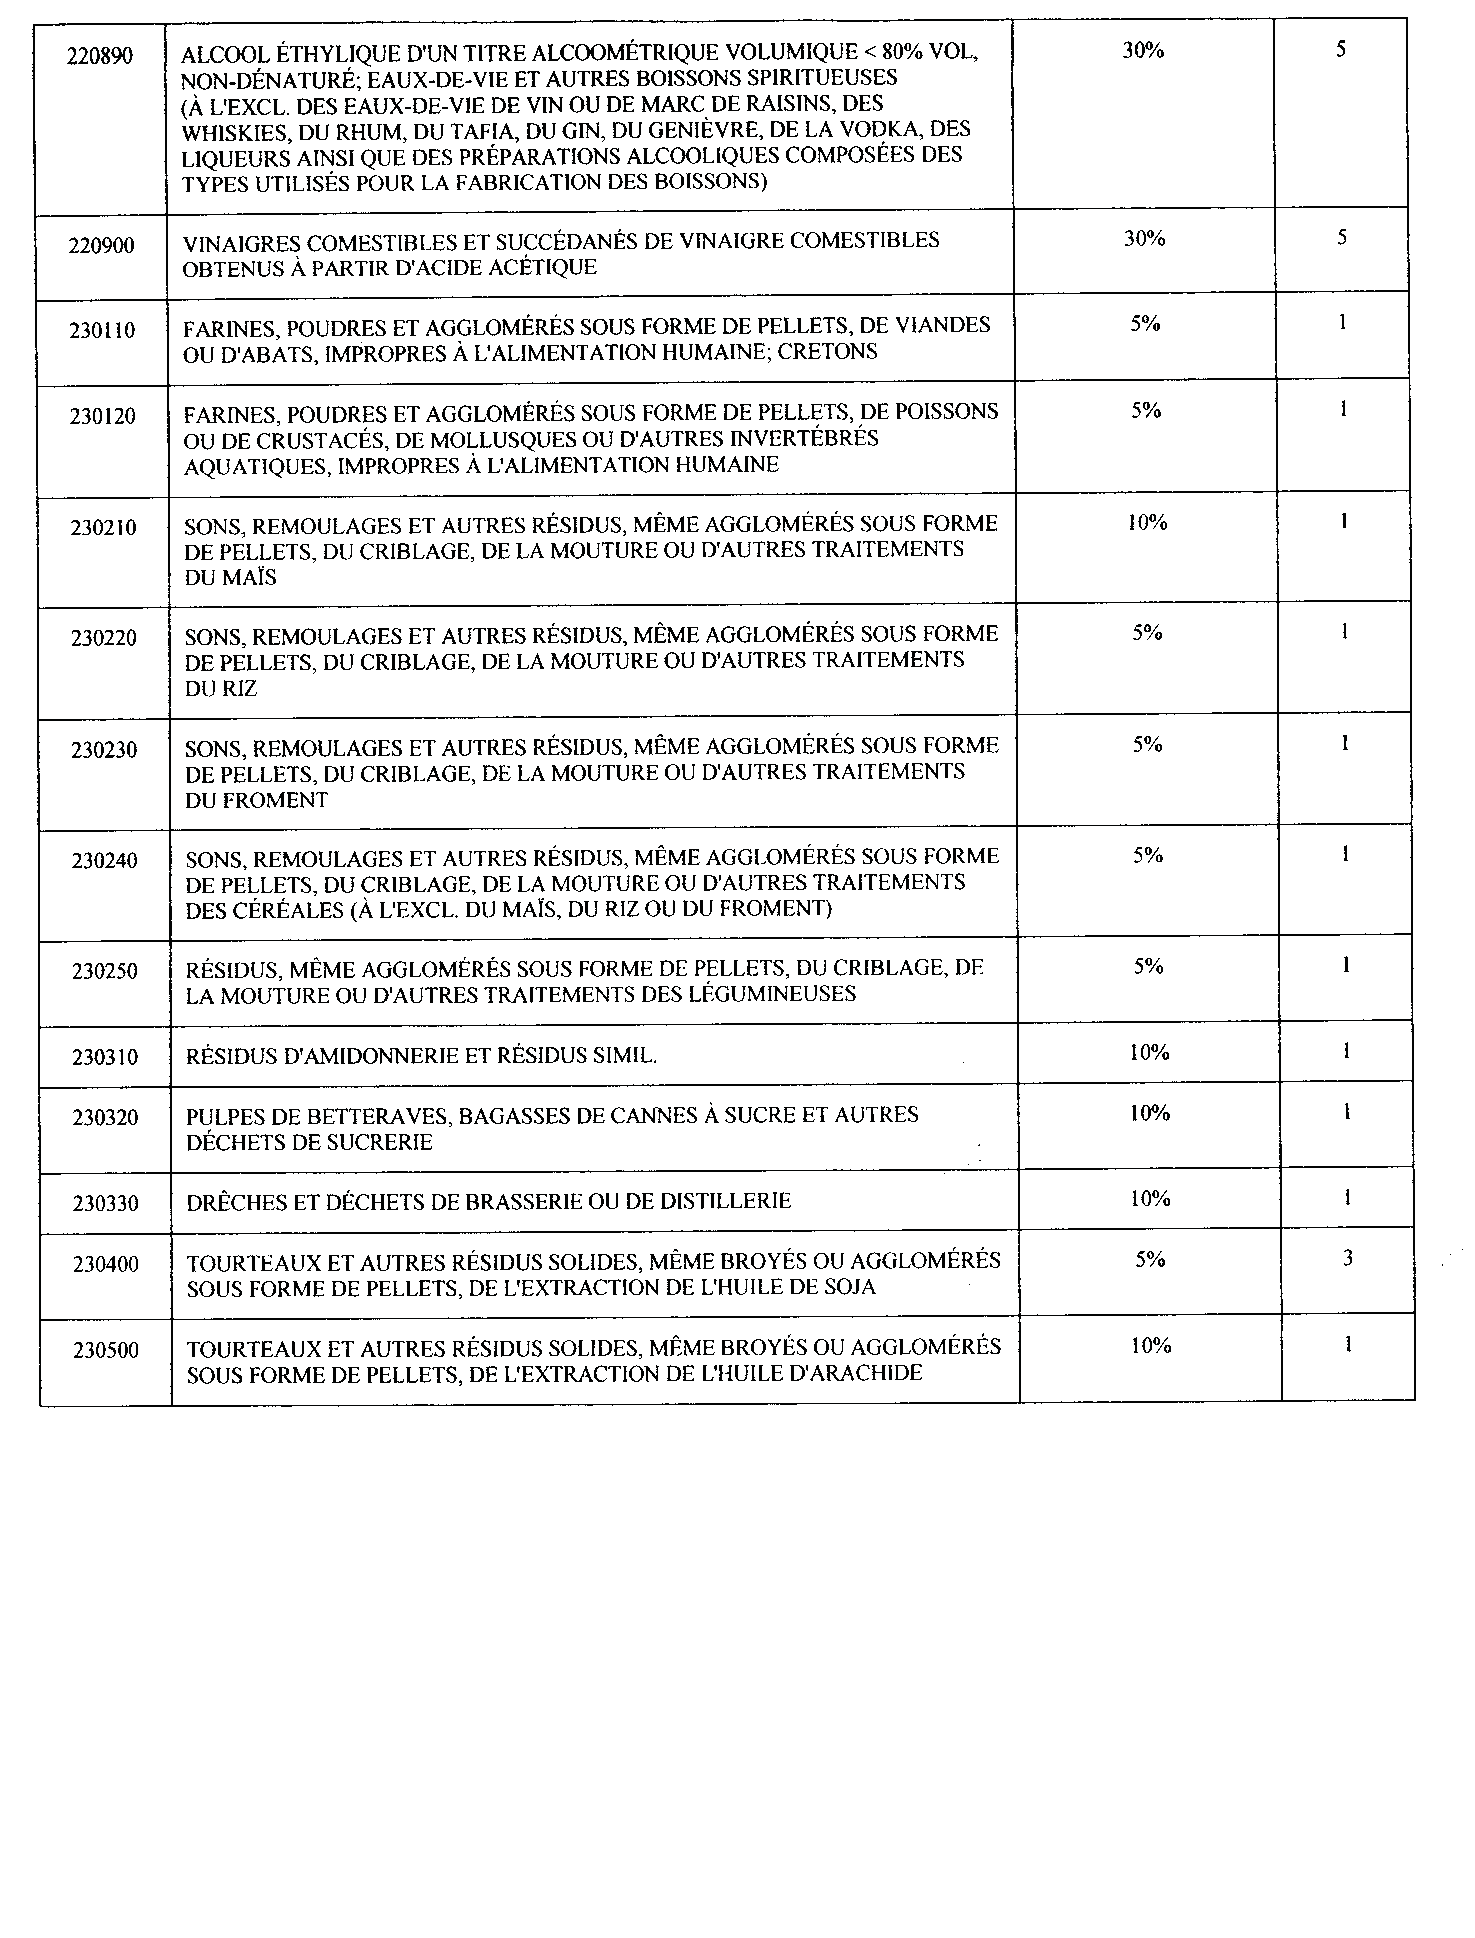 220890 ALCOOL ÉTHYLIQUE D'UN TITRE ALCOOMÉTRIQUE VOLUMIQUE < 80% VOL, 30% 5
NON-DÉNATURÉ; EAUX-DE-VIE ET AUTRES BOISSONS SPIRITUEUSES
(À L'EXCL. DES EAUX-DE-VIE DE VIN OU DE MARC DE RAISINS, DES
WHISKIES, DU RHUM, DU TAFIA, DU GIN, DU GENIÈVRE, DE LA VODKA, DES
LIQUEURS AINSI QUE DES PRÉPARATIONS ALCOOLIQUES COMPOSÉES DES
TYPES UTILISÉS POUR LA FABRICATION DES BOISSONS)
220900 VINAIGRES COMESTIBLES ET SUCCÉDANÉS DE VINAIGRE COMESTIBLES 30% 5
OBTENUS À PARTIR D'ACIDE ACÉTIQUE
230110 FARINES, POUDRES ET AGGLOMÉRÉS SOUS FORME DE PELLETS, DE VIANDES 5% 1
OU D'ABATS, IMPROPRES À L'ALIMENTATION HUMAINE; CRETONS
230120 FARINES, POUDRES ET AGGLOMÉRÉS SOUS FORME DE PELLETS, DE POISSONS 5% 1
OU DE CRUSTACÉS, DE MOLLUSQUES OU D'AUTRES INVERTÉBRÉS
AQUATIQUES, IMPROPRES À L'ALIMENTATION HUMAINE
230210 SONS, REMOULAGES ET AUTRES RÉSIDUS, MÊME AGGLOMÉRÉS SOUS FORME 10% 1
DE PELLETS, DU CRIBLAGE, DE LA MOUTURE OU D'AUTRES TRAITEMENTS
DU MAÏS
230220 SONS, REMOULAGES ET AUTRES RÉSIDUS, MÊME AGGLOMÉRÉS SOUS FORME 5% 1
DE PELLETS, DU CRIBLAGE, DE LA MOUTURE OU D'AUTRES TRAITEMENTS
DU RIZ
230230 SONS, REMOULAGES ET AUTRES RÉSIDUS, MÊME AGGLOMÉRÉS SOUS FORME 5% 1
DE PELLETS, DU CRIBLAGE, DE LA MOUTURE OU D'AUTRES TRAITEMENTS
DU FROMENT
230240 SONS, REMOULAGES ET AUTRES RÉSIDUS, MÊME AGGLOMÉRÉS SOUS FORME 5% 1
DE PELLETS, DU CRIBLAGE, DE LA MOUTURE OU D'AUTRES TRAITEMENTS
DES CÉRÉALES (À L'EXCL. DU MAÏS, DU RIZ OU DU FROMENT)
230250 RÉSIDUS, MÊME AGGLOMÉRÉS SOUS FORME DE PELLETS, DU CRIBLAGE, DE 5% 1
LA MOUTURE OU D'AUTRES TRAITEMENTS DES LÉGUMINEUSES
230310 RÉSIDUS D'AMIDONNERIE ET RÉSIDUS SIMIL. 10% 1
230320 PULPES DE BETTERAVES, BAGASSES DE CANNES À SUCRE ET AUTRES 10% 1
DÉCHETS DE SUCRERIE
230330 DRÊCHES ET DÉCHETS DE BRASSERIE OU DE DISTILLERIE 10% 1
230400 TOURTEAUX ET AUTRES RÉSIDUS SOLIDES, MÊME BROYÉS OU AGGLOMÉRÉS 5% 3
SOUS FORME DE PELLETS, DE L'EXTRACTION DE L'HUILE DE SOJA
230500 TOURTEAUX ET AUTRES RÉSIDUS SOLIDES, MÊME BROYÉS OU AGGLOMÉRÉS 10% 1
SOUS FORME DE PELLETS, DE L'EXTRACTION DE L'HUILE D'ARACHIDE